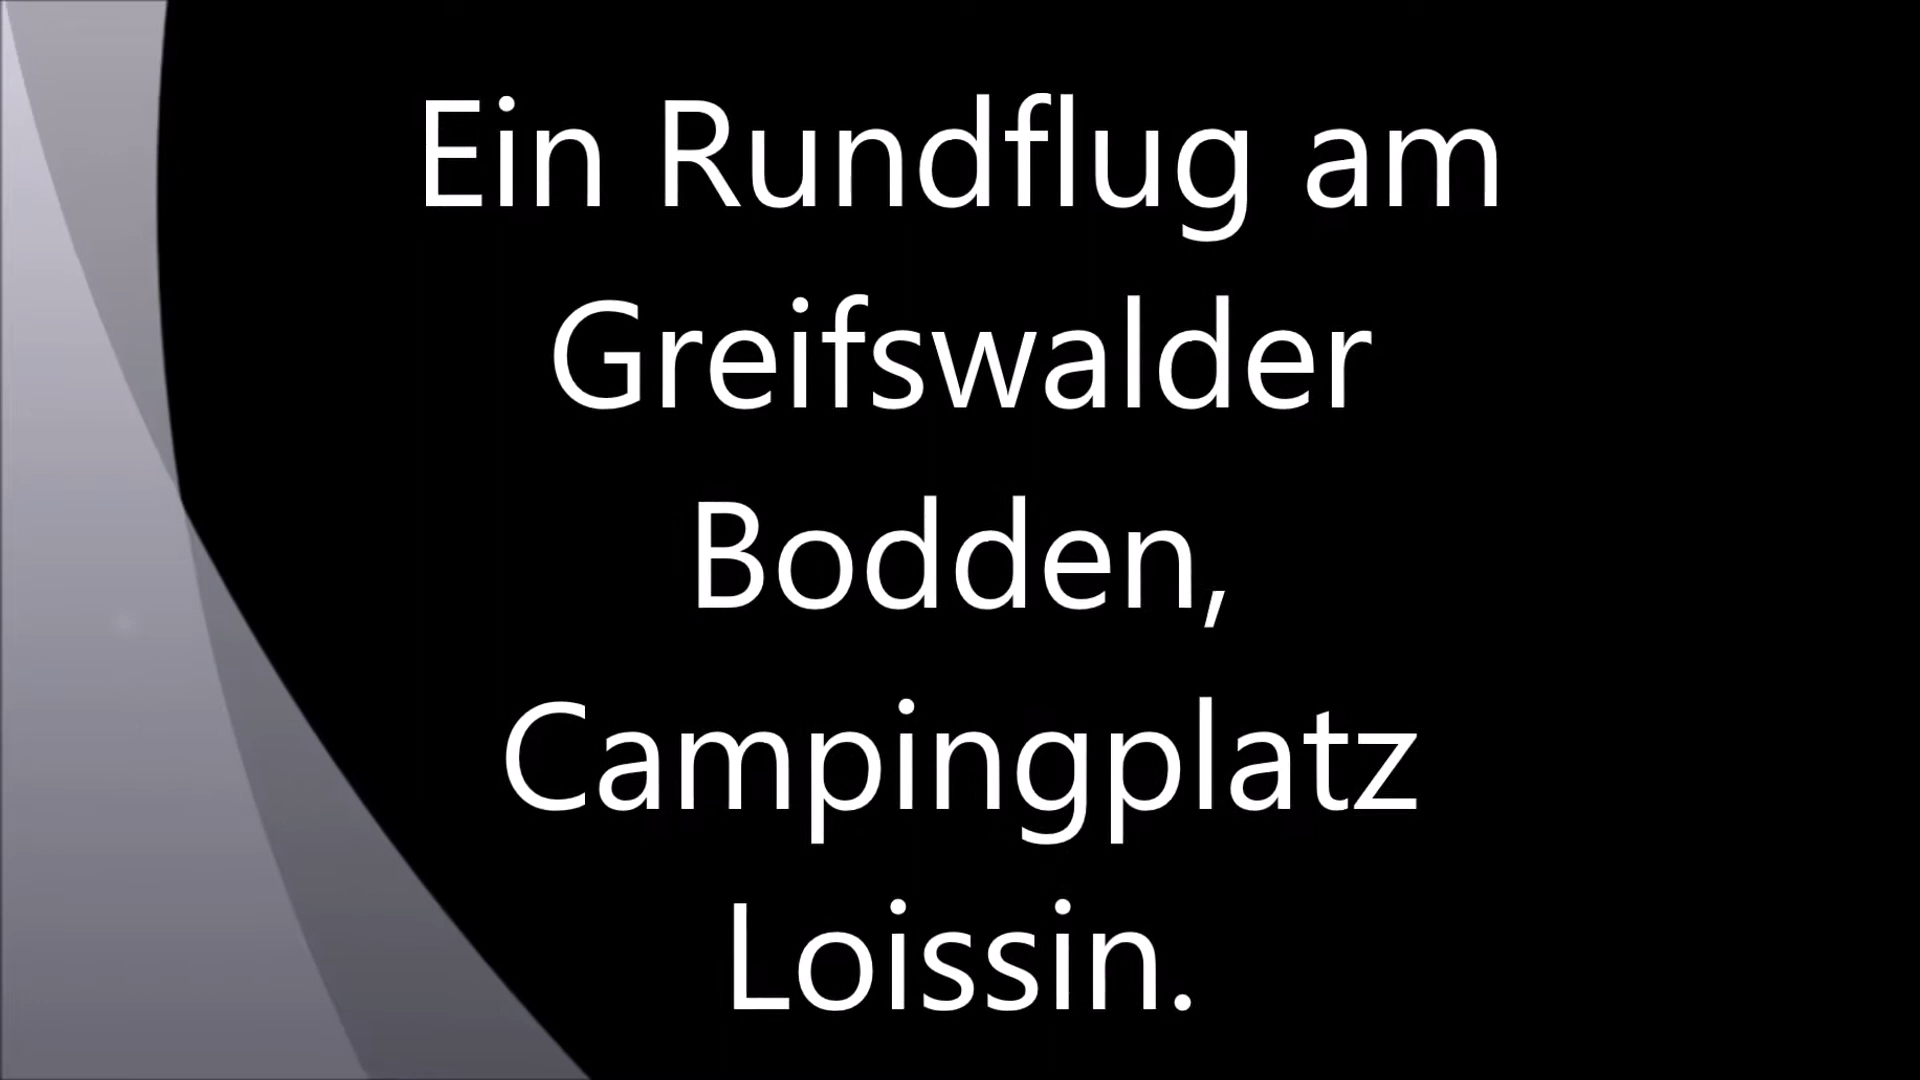 Ein Rundflug am
Greifswalder
Bodden,
Campingplatz
Loissin.